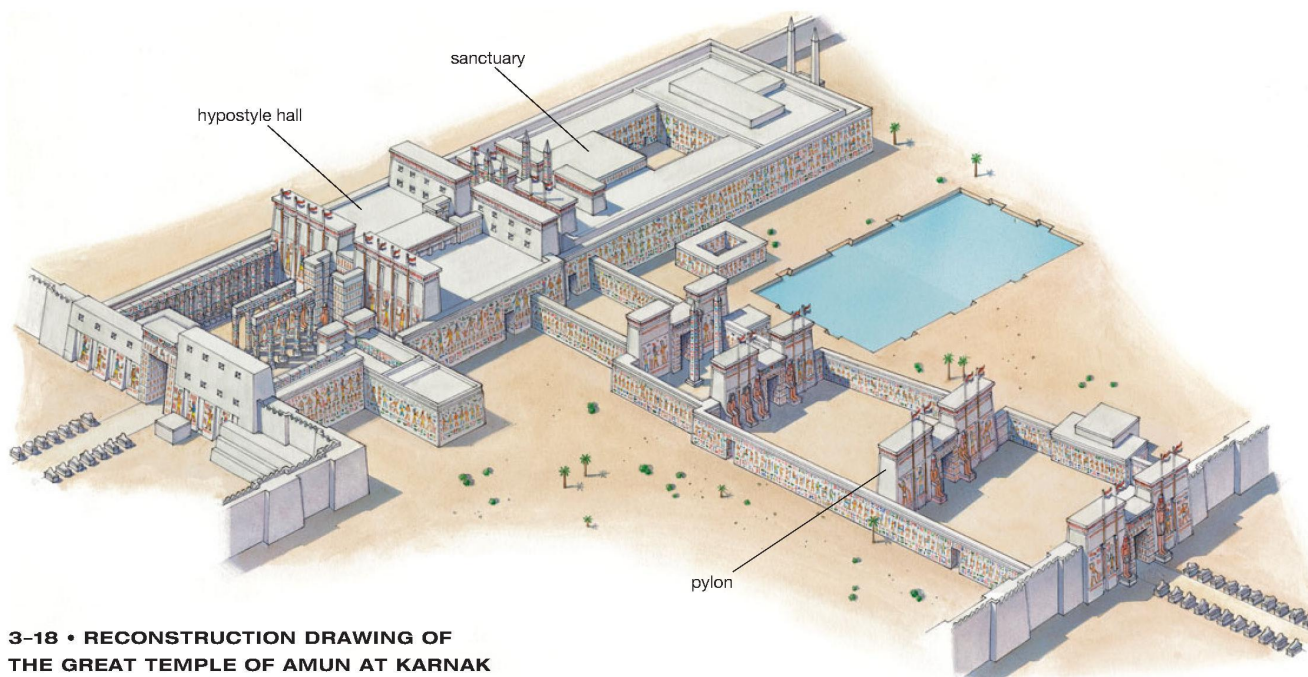 sanctuary
hypostyle hall
pylon
3–18 • RECONSTRUCTION DRAWING OF
THE GREAT TEMPLE OF AMUN AT KARNAK